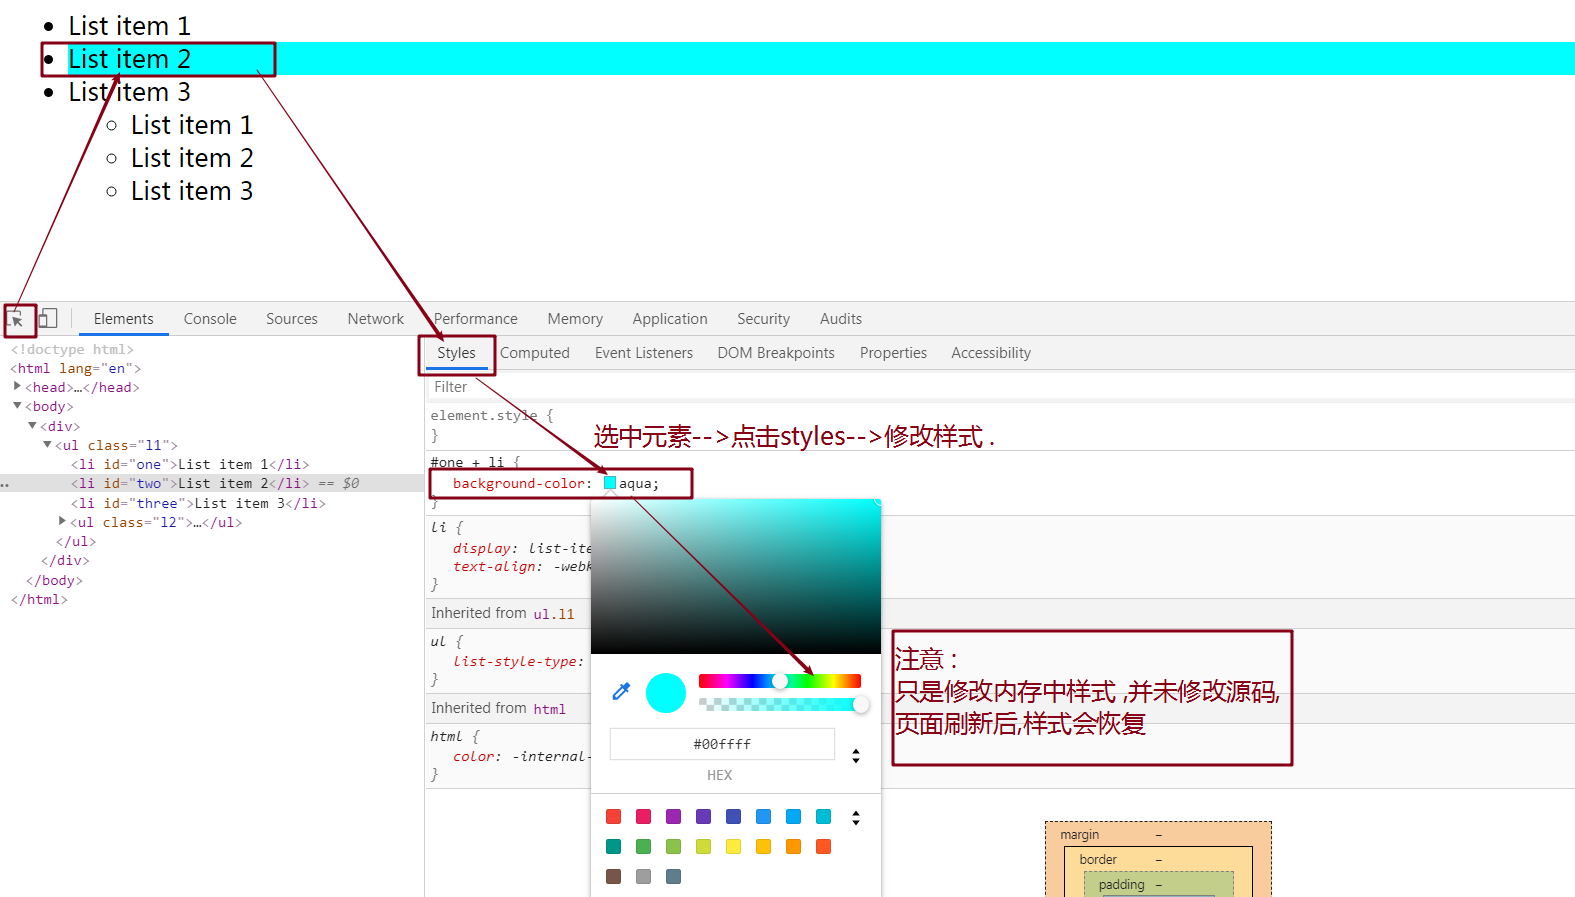 List item 1
List item 2
List item 3
List item 1
List item 2
List item 3
Elements Console Sources Network Performance Memory Application Security Audits
<!doctype html>
<html lang="en">
<head>…</head>
<body>
<div>
<ul class="l1">
<li id="one">List item 1</li>
<li id="two">List item 2</li> == $0
<li id="three">List item 3</li>
<ul class="l2">…</ul>
</ul>
</div>
</body>
</html>
Styles Computed Event Listeners DOM Breakpoints Properties Accessibility
Filter
element.style {
}
选中元素-->点击styles-->修改样式 .
#one + li {
background-color: aqua;
}
li {
display: list-ite
text-align: -webk
}
Inherited from ul.l1
ul {
list-style-type:
}
Inherited from html
html {
color: -internal-
}
#00ffff
HEX
注意 :
只是修改内存中样式 ,并未修改源码,
页面刷新后,样式会恢复
margin –
border –
padding –